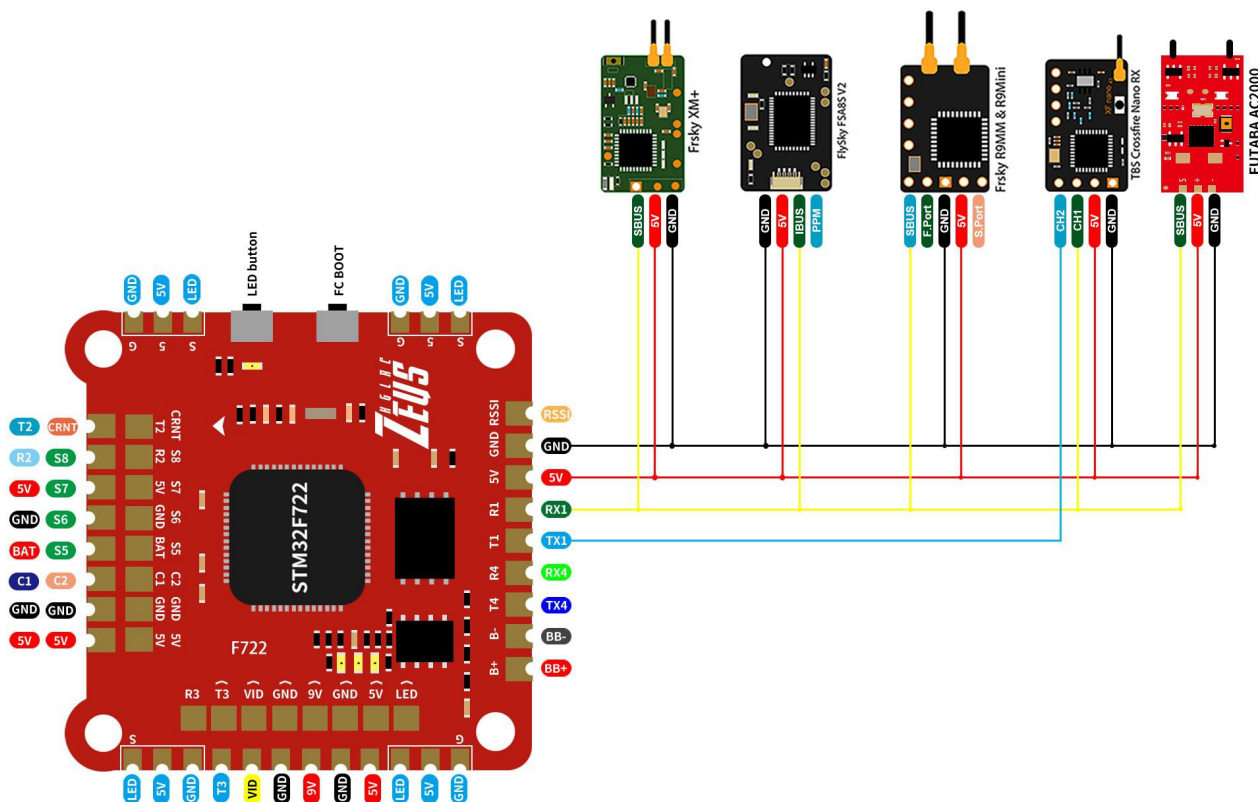 Frsky XM+
FlySky FSA8S V2
Frsky R9MM & R9Mini
XF nano
TBS Crossfire Nano RX
S + -
FUTABA AC2000
SBUS 5V GND
GND 5V IBUS PPM
SBUS F.Port GND 5V S.Port
CH2 CH1 5V GND
SBUS 5V GND
LED button
FC BOOT
GND 5V LED
GND 5V LED
G 5 S
G 5 S
HGLRC
ZEUS
T2 CRNT
R2 S8
5V S7
GND S6
BAT S5
C1 C2
GND GND
5V 5V
T2 CRNT
R2 S8
5V S7
GND S6
BAT S5
C1 C2
GND GND
5V 5V
STM32F722
F722
RSSI RSSI
GND GND
5V 5V
R1 RX1
T1 TX1
R4 RX4
T4 TX4
B- BB-
B+ BB+
R3 T3 VID GND 9V GND 5V LED
S G
LED 5V GND T3 VID GND 9V GND 5V LED 5V GND